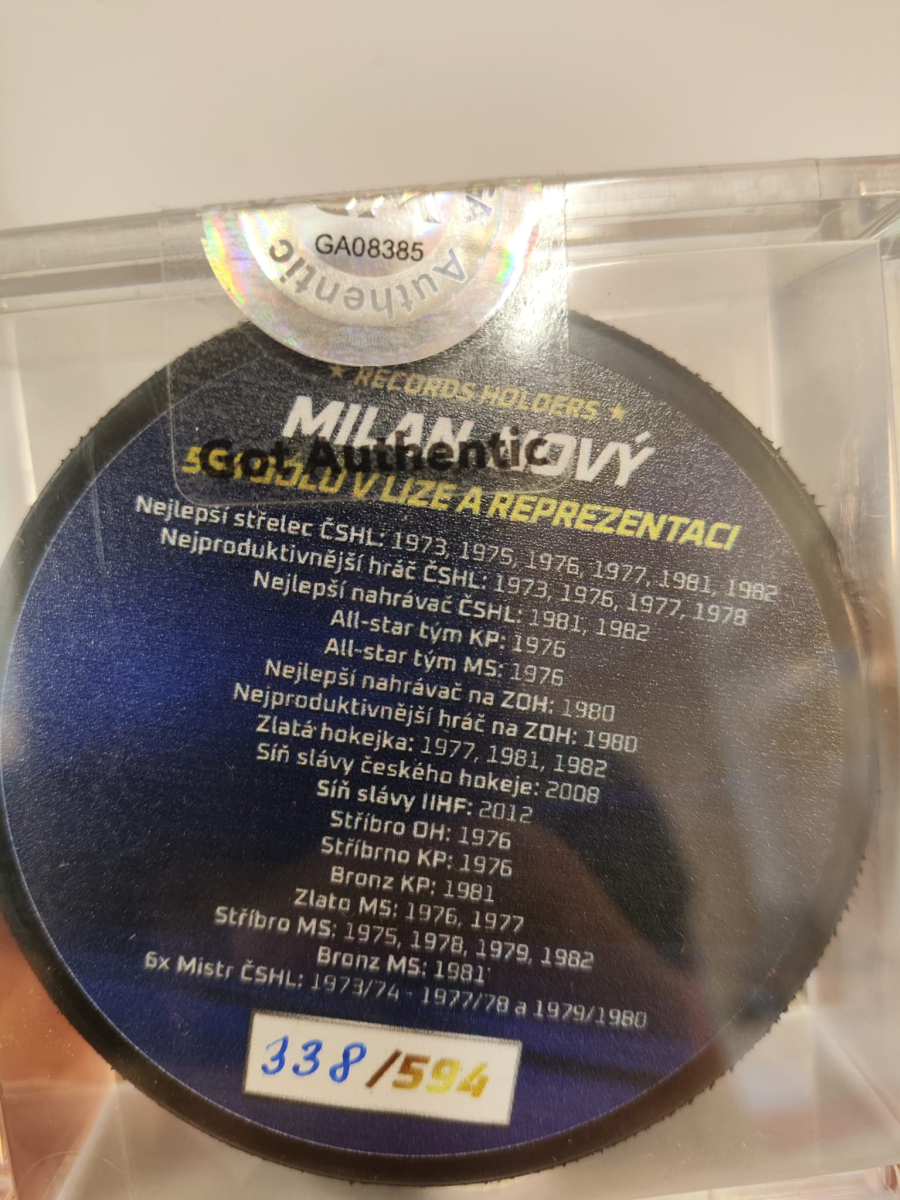 GA08385
Authentic
★ RECORDS HOLDERS ★
MILAN NOVÝ
Got Authentic
GÓLŮ V LIZE A REPREZENTACI
Nejlepší střelec ČSHL: 1973, 1975, 1976, 1977, 1981, 1982
Nejproduktivnější hráč ČSHL: 1973, 1976, 1977, 1978
Nejlepší nahrávač ČSHL: 1981, 1982
All-star tým KP: 1976
All-star tým MS: 1976
Nejlepší nahrávač na ZOH: 1980
Nejproduktivnější hráč na ZOH: 1980
Zlatá hokejka: 1977, 1981, 1982
Síň slávy českého hokeje: 2008
Síň slávy IIHF: 2012
Stříbro OH: 1976
Stříbrno KP: 1976
Bronz KP: 1981
Zlato MS: 1976, 1977
Stříbro MS: 1975, 1978, 1979, 1982
Bronz MS: 1981
6x Mistr ČSHL: 1973/74 - 1977/78 a 1979/1980
338/594